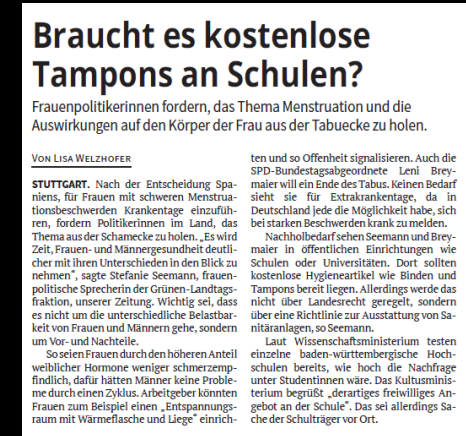 Braucht es kostenlose
Tampons an Schulen?
Frauenpolitikerinnen fordern, das Thema Menstruation und die
Auswirkungen auf den Körper der Frau aus der Tabuecke zu holen.
VON LISA WELZHOFER
STUTTGART. Nach der Entscheidung Spa-
niens, für Frauen mit schweren Menstrua-
tionsbeschwerden Krankentage einzufüh-
ren, fordern Politikerinnen im Land, das
Thema aus der Schamecke zu holen. „Es wird
Zeit, Frauen- und Männergesundheit deutli-
cher mit ihren Unterschieden in den Blick zu
nehmen“, sagte Stefanie Seemann, frauen-
politische Sprecherin der Grünen-Landtags-
fraktion, unserer Zeitung. Wichtig sei, dass
es nicht um die unterschiedliche Belastbar-
keit von Frauen und Männern gehe, sondern
um Vor- und Nachteile.
So seien Frauen durch den höheren Anteil
weiblicher Hormone weniger schmerzemp-
findlich, dafür hätten Männer keine Proble-
me durch einen Zyklus. Arbeitgeber könnten
Frauen zum Beispiel einen „Entspannungs-
raum mit Wärmeflasche und Liege“ einrich-
ten und so Offenheit signalisieren. Auch die
SPD-Bundestagsabgeordnete Leni Brey-
maier will ein Ende des Tabus. Keinen Bedarf
sieht sie für Extrakrankentage, da in
Deutschland jede die Möglichkeit habe, sich
bei starken Beschwerden krank zu melden.
Nachholbedarf sehen Seemann und Brey-
maier in öffentlichen Einrichtungen wie
Schulen oder Universitäten. Dort sollten
kostenlose Hygieneartikel wie Binden und
Tampons bereit liegen. Allerdings werde das
nicht über Landesrecht geregelt, sondern
über eine Richtlinie zur Ausstattung von Sa-
nitäranlagen, so Seemann.
Laut Wissenschaftsministerium testen
einzelne baden-württembergische Hoch-
schulen bereits, wie hoch die Nachfrage
unter Studentinnen wäre. Das Kultusminis-
terium begrüßt „derartiges freiwilliges An-
gebot an der Schule“. Das sei allerdings Sa-
che der Schulträger vor Ort.